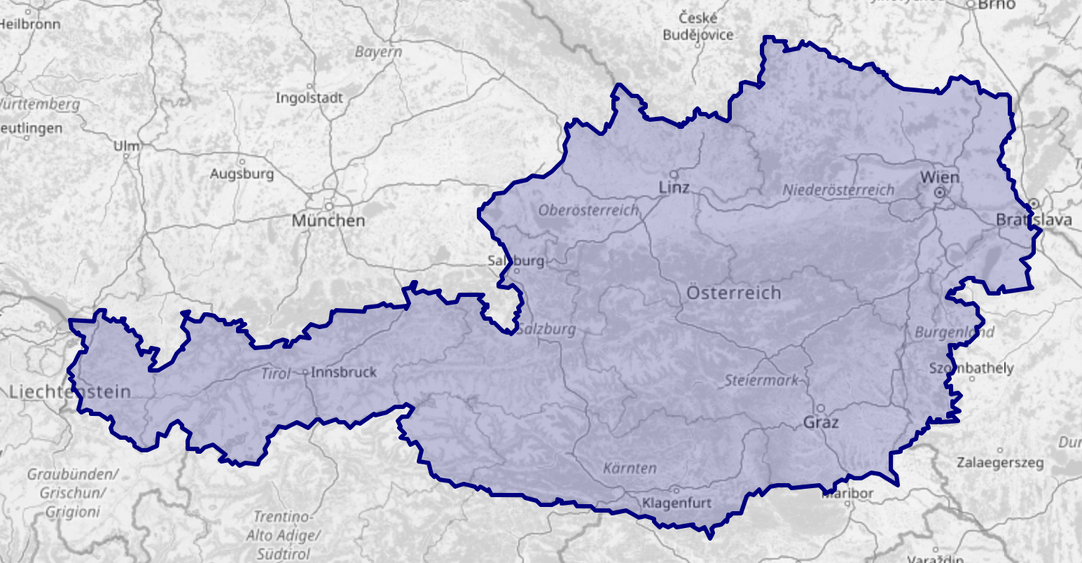 Heilbronn
České
Budějovice
Brno
Bayern
Ingolstadt
Württemberg
eutlingen
Ulm
Augsburg
Linz
Wien
Niederösterreich
Oberösterreich
München
Bratislava
Salzburg
Österreich
Salzburg
Burgenland
Tirol
Innsbruck
Szombathely
Liechtenstein
Steiermark
Graz
Kärnten
Zalaegerszeg
Graubünden/
Grischun/
Grigioni
Klagenfurt
Maribor
Trentino-
Alto Adige/
Südtirol
Varaždin